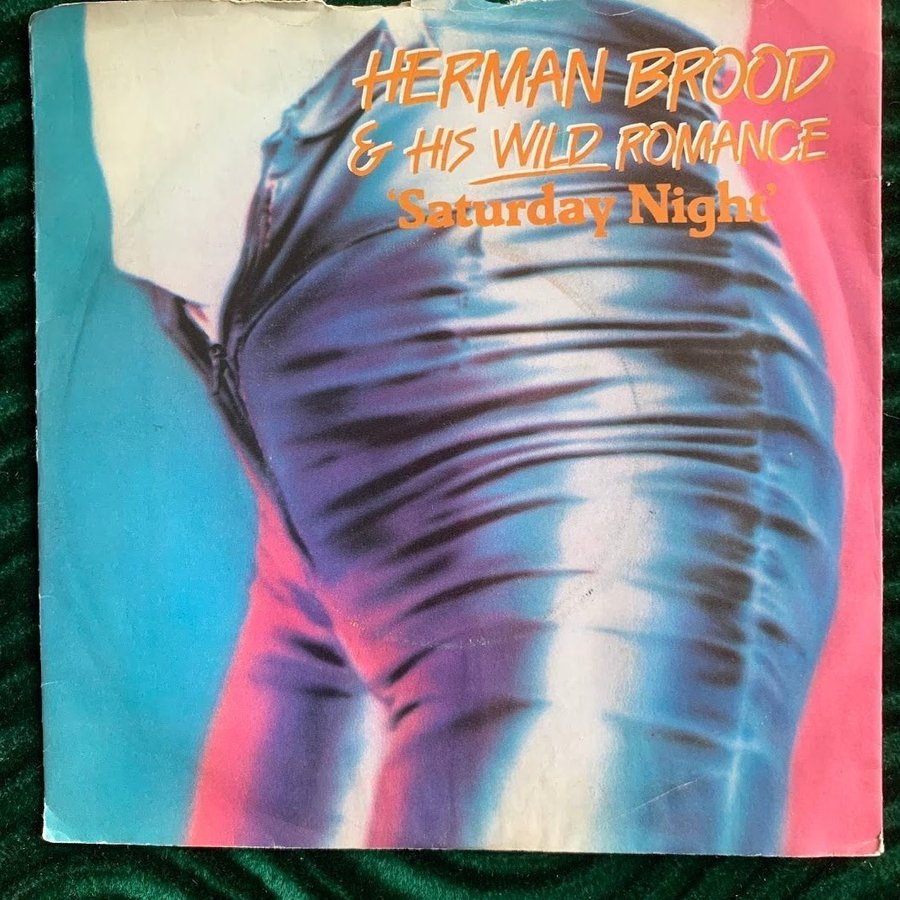 HERMAN BROOD
& HIS WILD ROMANCE
'Saturday Night'